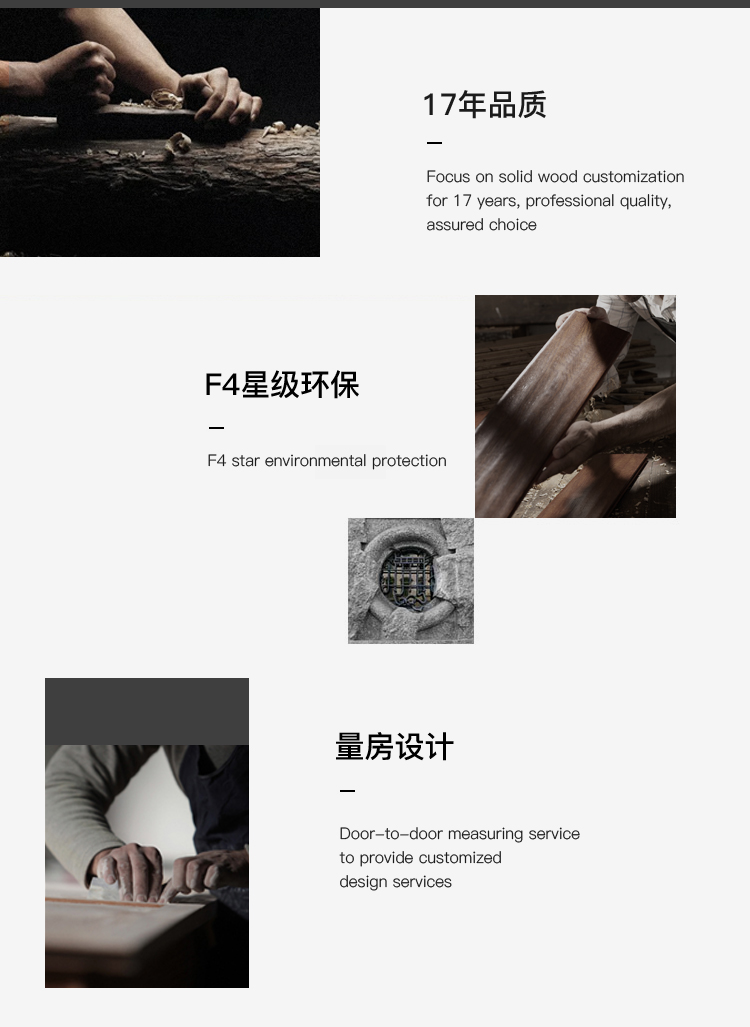 17年品质
Focus on solid wood customization
for 17 years, professional quality,
assured choice
F4星级环保
F4 star environmental protection
量房设计
Door-to-door measuring service
to provide customized
design services